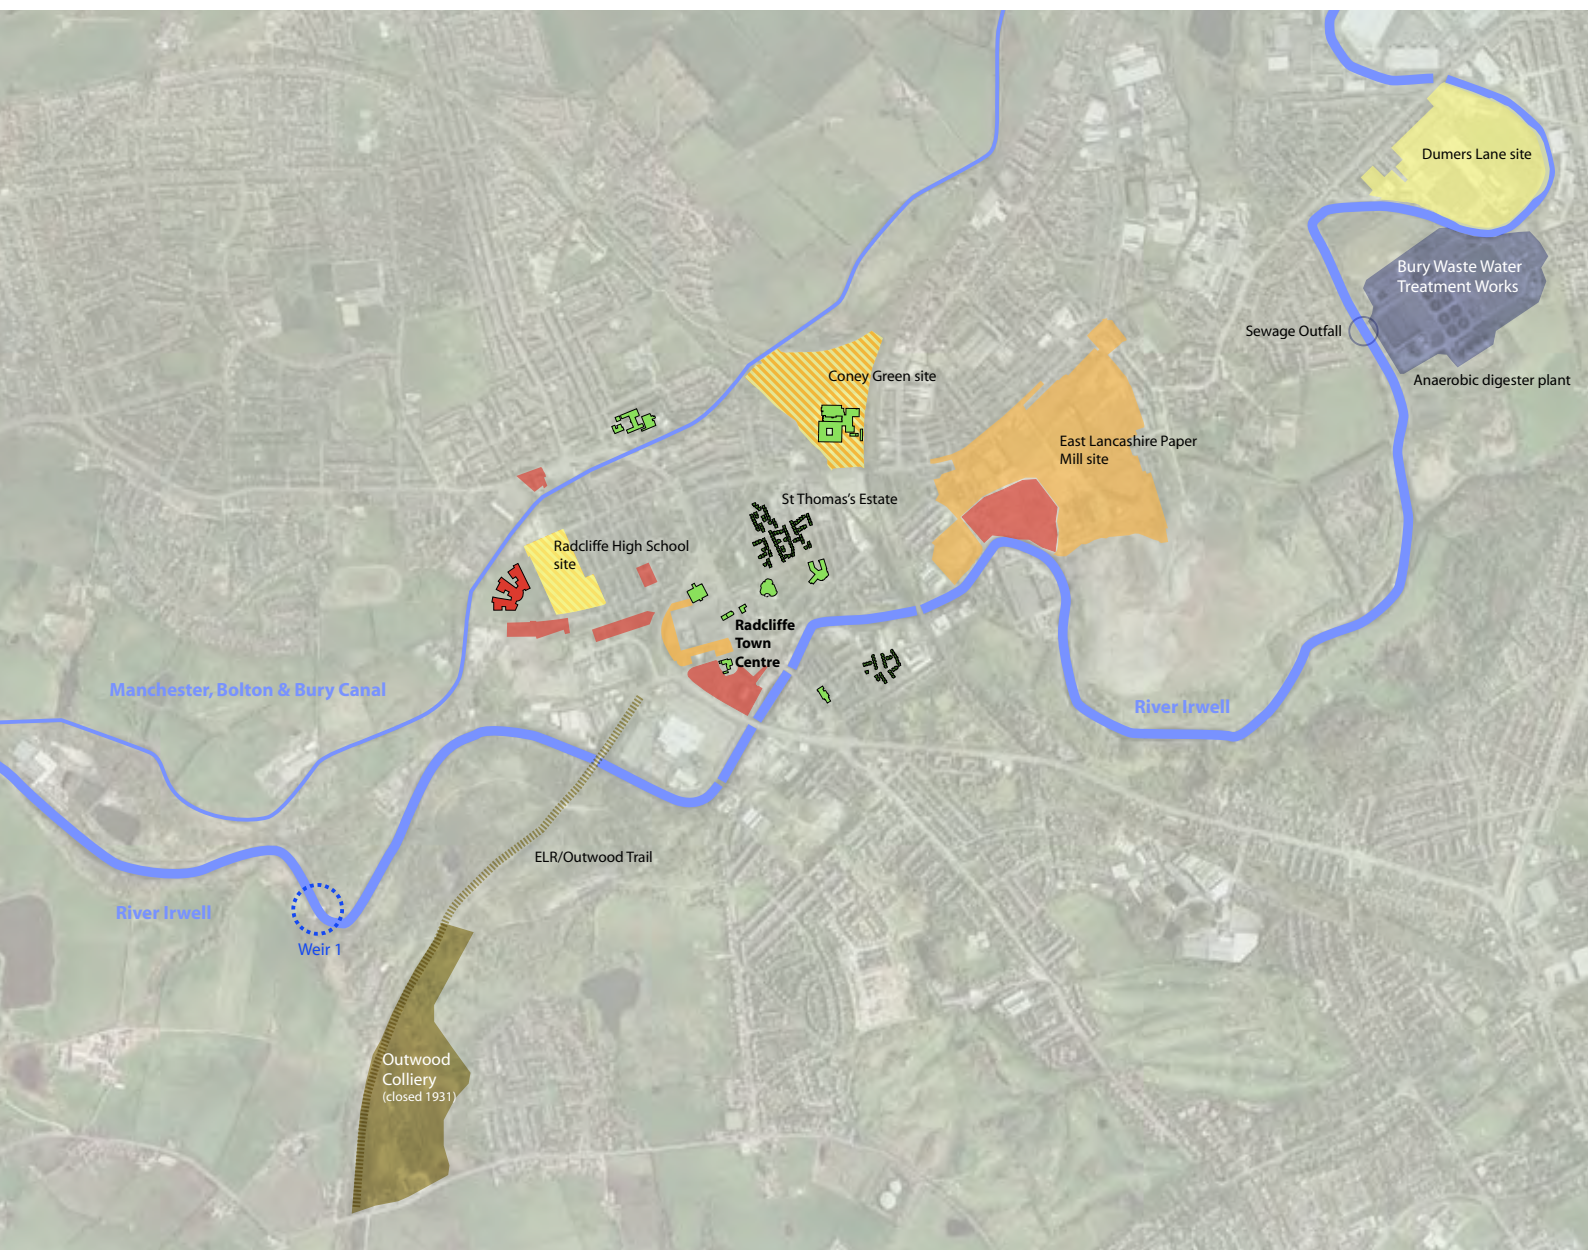 Dumers Lane site
Bury Waste Water
Treatment Works
Sewage Outfall
Coney Green site
Anaerobic digester plant
East Lancashire Paper
Mill site
St Thomas's Estate
Radcliffe High School
site
Radcliffe
Town
Centre
Manchester, Bolton & Bury Canal
River Irwell
ELR/Outwood Trail
River Irwell
Weir 1
Outwood
Colliery
(closed 1931)